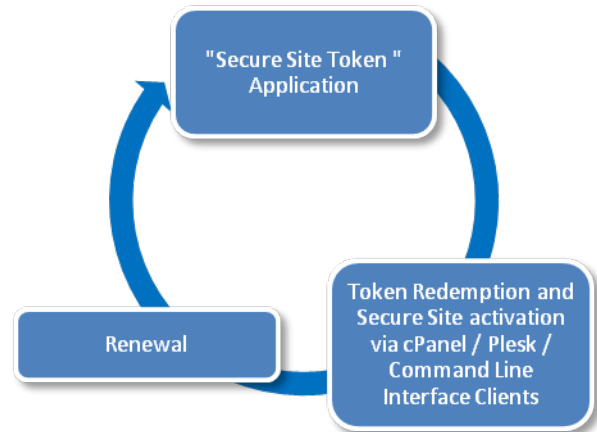 "Secure Site Token "
Application
Token Redemption and
Secure Site activation
via cPanel / Plesk /
Command Line
Interface Clients
Renewal